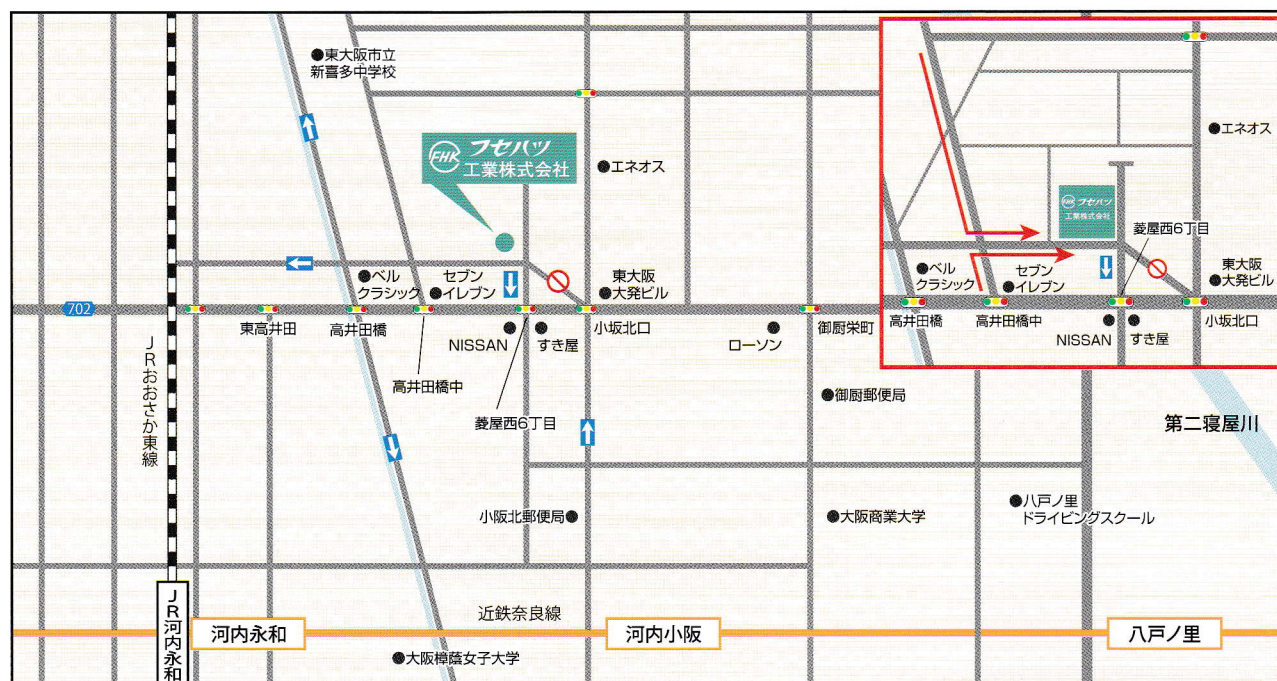 東大阪市立
新喜多中学校
FHK フセハツ
工業株式会社
エネオス
ベル
クラシック
セブン
イレブン
東大阪
大発ビル
702
東高井田
高井田橋
NISSAN
すき屋
小坂北口
ローソン
御厨栄町
高井田橋中
菱屋西6丁目
JRおおさか東線
御厨郵便局
小阪北郵便局
大阪商業大学
八戸ノ里
ドライビングスクール
第二寝屋川
近鉄奈良線
JR河内永和
河内永和
河内小阪
八戸ノ里
大阪樟蔭女子大学
エネオス
FHK フセハツ
工業株式会社
菱屋西6丁目
ベル
クラシック
セブン
イレブン
東大阪
大発ビル
高井田橋
高井田橋中
小坂北口
NISSAN
すき屋